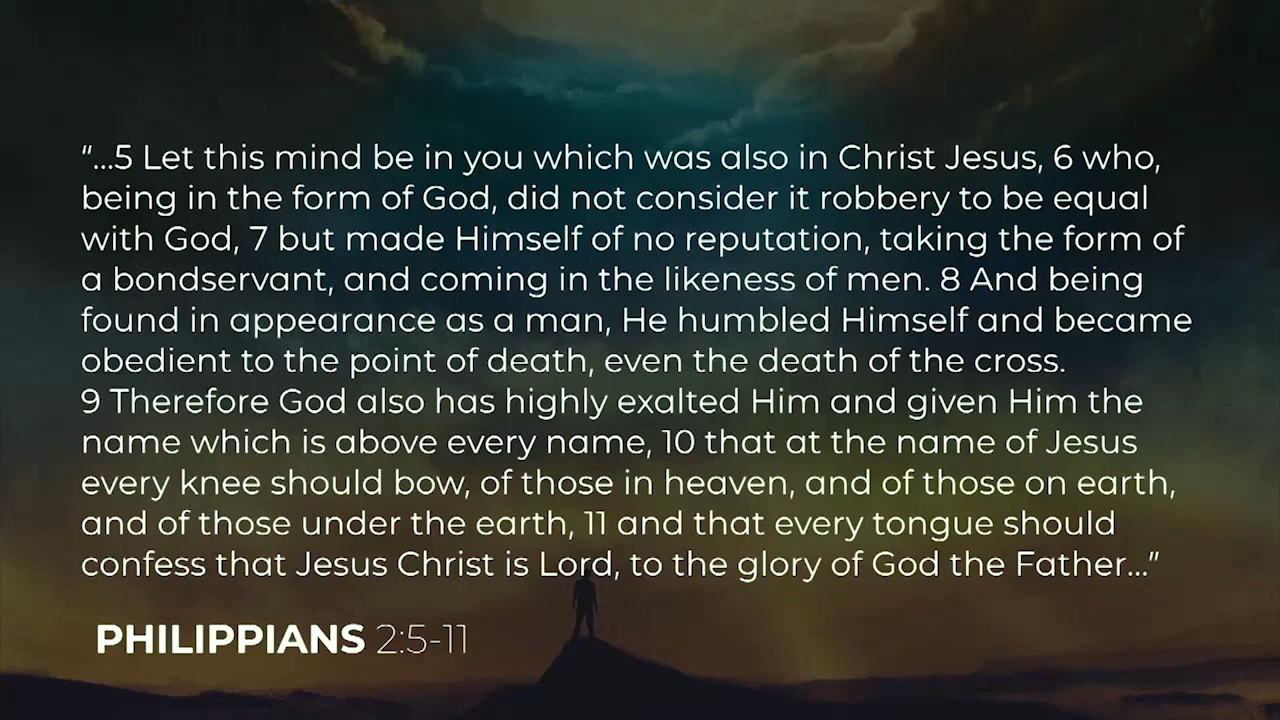 “...5 Let this mind be in you which was also in Christ Jesus, 6 who,
being in the form of God, did not consider it robbery to be equal
with God, 7 but made Himself of no reputation, taking the form of
a bondservant, and coming in the likeness of men. 8 And being
found in appearance as a man, He humbled Himself and became
obedient to the point of death, even the death of the cross.
9 Therefore God also has highly exalted Him and given Him the
name which is above every name, 10 that at the name of Jesus
every knee should bow, of those in heaven, and of those on earth,
and of those under the earth, 11 and that every tongue should
confess that Jesus Christ is Lord, to the glory of God the Father...”
PHILIPPIANS 2:5-11